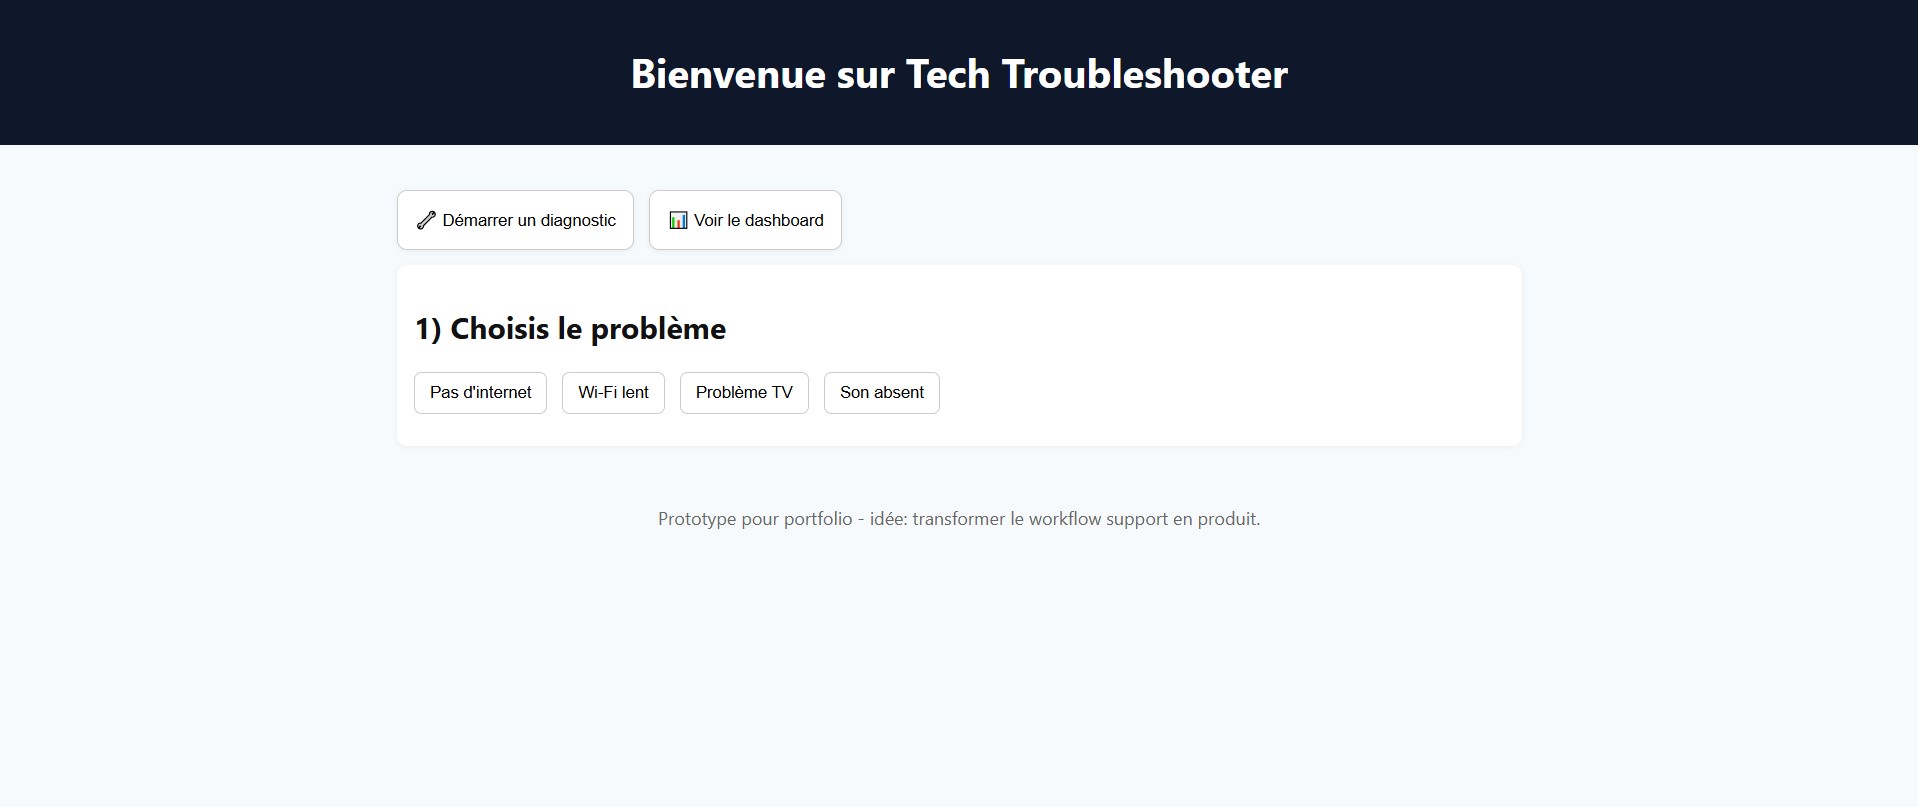 Bienvenue sur Tech Troubleshooter
🔧 Démarrer un diagnostic
📊 Voir le dashboard
1) Choisis le problème
Pas d'internet
Wi-Fi lent
Problème TV
Son absent
Prototype pour portfolio - idée: transformer le workflow support en produit.